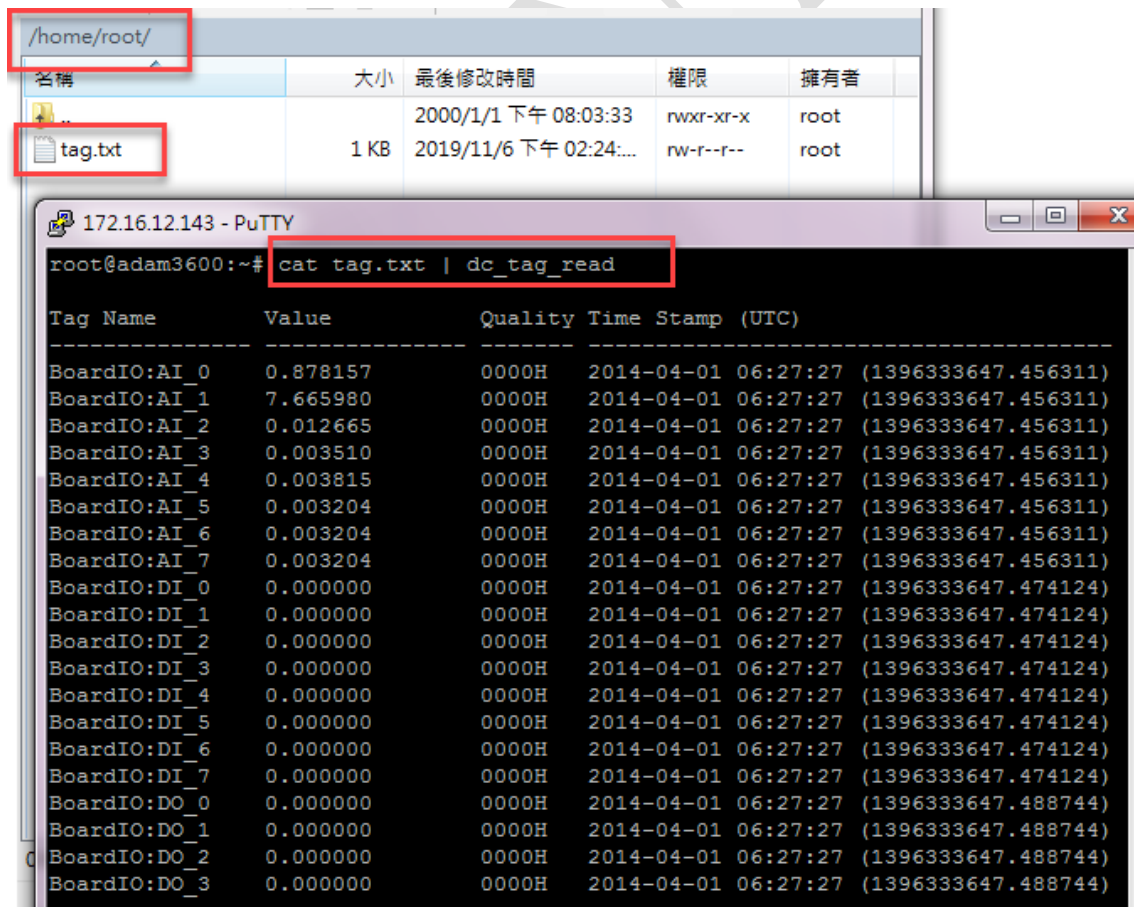 /home/root/
名稱 大小 最後修改時間 權限 擁有者
.. 2000/1/1 下午 08:03:33 rwxr-xr-x root
tag.txt 1 KB 2019/11/6 下午 02:24:... rw-r--r-- root
172.16.12.143 - PuTTY
root@adam3600:~# cat tag.txt | dc_tag_read
Tag Name Value Quality Time Stamp (UTC)
--------------- --------------- ------- ---------------------------------------
BoardIO:AI_0 0.878157 0000H 2014-04-01 06:27:27 (1396333647.456311)
BoardIO:AI_1 7.665980 0000H 2014-04-01 06:27:27 (1396333647.456311)
BoardIO:AI_2 0.012665 0000H 2014-04-01 06:27:27 (1396333647.456311)
BoardIO:AI_3 0.003510 0000H 2014-04-01 06:27:27 (1396333647.456311)
BoardIO:AI_4 0.003815 0000H 2014-04-01 06:27:27 (1396333647.456311)
BoardIO:AI_5 0.003204 0000H 2014-04-01 06:27:27 (1396333647.456311)
BoardIO:AI_6 0.003204 0000H 2014-04-01 06:27:27 (1396333647.456311)
BoardIO:AI_7 0.003204 0000H 2014-04-01 06:27:27 (1396333647.456311)
BoardIO:DI_0 0.000000 0000H 2014-04-01 06:27:27 (1396333647.474124)
BoardIO:DI_1 0.000000 0000H 2014-04-01 06:27:27 (1396333647.474124)
BoardIO:DI_2 0.000000 0000H 2014-04-01 06:27:27 (1396333647.474124)
BoardIO:DI_3 0.000000 0000H 2014-04-01 06:27:27 (1396333647.474124)
BoardIO:DI_4 0.000000 0000H 2014-04-01 06:27:27 (1396333647.474124)
BoardIO:DI_5 0.000000 0000H 2014-04-01 06:27:27 (1396333647.474124)
BoardIO:DI_6 0.000000 0000H 2014-04-01 06:27:27 (1396333647.474124)
BoardIO:DI_7 0.000000 0000H 2014-04-01 06:27:27 (1396333647.474124)
BoardIO:DO_0 0.000000 0000H 2014-04-01 06:27:27 (1396333647.488744)
BoardIO:DO_1 0.000000 0000H 2014-04-01 06:27:27 (1396333647.488744)
BoardIO:DO_2 0.000000 0000H 2014-04-01 06:27:27 (1396333647.488744)
BoardIO:DO_3 0.000000 0000H 2014-04-01 06:27:27 (1396333647.488744)